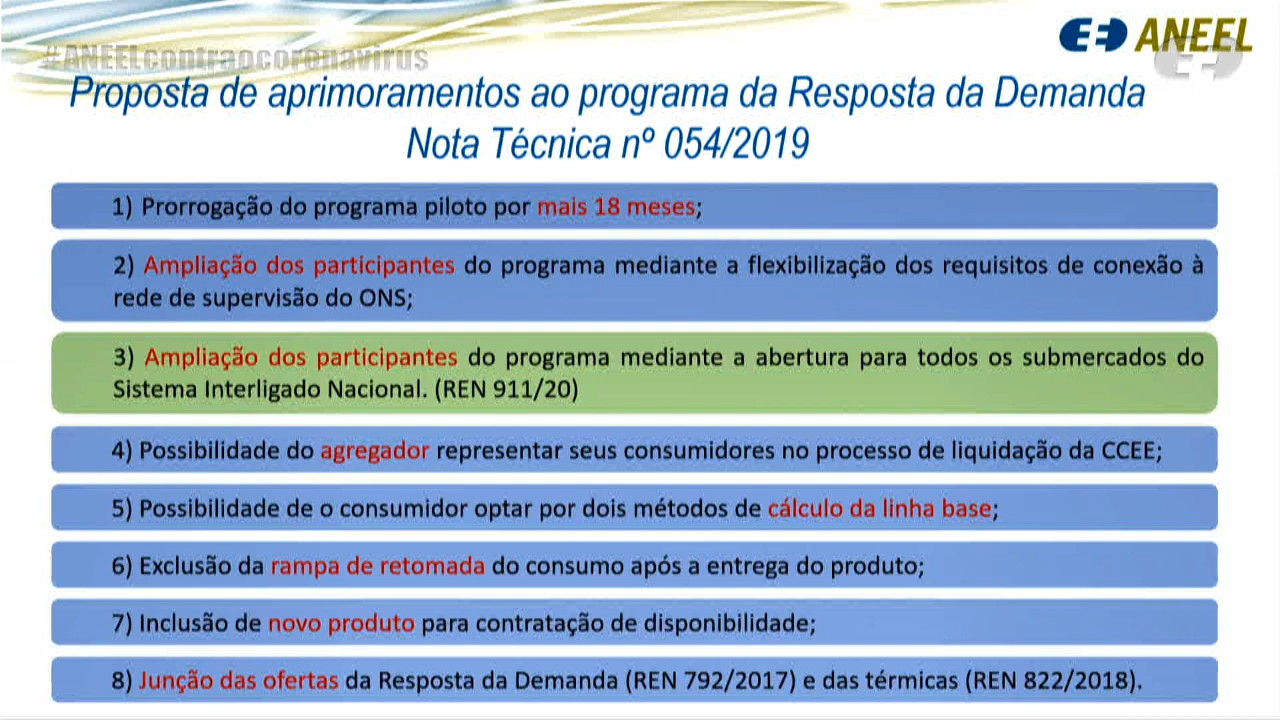 ANEEL
#ANEELcontraocoronavirus
Proposta de aprimoramentos ao programa da Resposta da Demanda
Nota Técnica nº 054/2019
1) Prorrogação do programa piloto por mais 18 meses;
2) Ampliação dos participantes do programa mediante a flexibilização dos requisitos de conexão à
rede de supervisão do ONS;
3) Ampliação dos participantes do programa mediante a abertura para todos os submercados do
Sistema Interligado Nacional. (REN 911/20)
4) Possibilidade do agregador representar seus consumidores no processo de liquidação da CCEE;
5) Possibilidade de o consumidor optar por dois métodos de cálculo da linha base;
6) Exclusão da rampa de retomada do consumo após a entrega do produto;
7) Inclusão de novo produto para contratação de disponibilidade;
8) Junção das ofertas da Resposta da Demanda (REN 792/2017) e das térmicas (REN 822/2018).